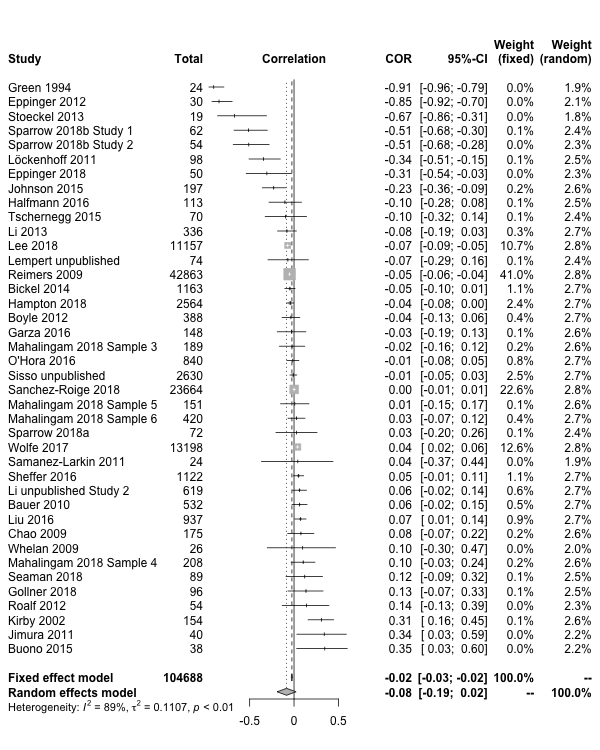 Weight Weight
Study Total Correlation COR 95%-CI (fixed) (random)
Green 1994 24 -0.91 [-0.96; -0.79] 0.0% 1.9%
Eppinger 2012 30 -0.85 [-0.92; -0.70] 0.0% 2.1%
Stoeckel 2013 19 -0.67 [-0.86; -0.31] 0.0% 1.8%
Sparrow 2018b Study 1 62 -0.51 [-0.68; -0.30] 0.1% 2.4%
Sparrow 2018b Study 2 54 -0.51 [-0.68; -0.28] 0.0% 2.3%
Löckenhoff 2011 98 -0.34 [-0.51; -0.15] 0.1% 2.5%
Eppinger 2018 50 -0.31 [-0.54; -0.03] 0.0% 2.3%
Johnson 2015 197 -0.23 [-0.36; -0.09] 0.2% 2.6%
Halfmann 2016 113 -0.10 [-0.28; 0.08] 0.1% 2.5%
Tschernegg 2015 70 -0.10 [-0.32; 0.14] 0.1% 2.4%
Li 2013 336 -0.08 [-0.19; 0.03] 0.3% 2.7%
Lee 2018 11157 -0.07 [-0.09; -0.05] 10.7% 2.8%
Lempert unpublished 74 -0.07 [-0.29; 0.16] 0.1% 2.4%
Reimers 2009 42863 -0.05 [-0.06; -0.04] 41.0% 2.8%
Bickel 2014 1163 -0.05 [-0.10; 0.01] 1.1% 2.7%
Hampton 2018 2564 -0.04 [-0.08; 0.00] 2.4% 2.7%
Boyle 2012 388 -0.04 [-0.13; 0.06] 0.4% 2.7%
Garza 2016 148 -0.03 [-0.19; 0.13] 0.1% 2.6%
Mahalingam 2018 Sample 3 189 -0.02 [-0.16; 0.12] 0.2% 2.6%
O'Hora 2016 840 -0.01 [-0.08; 0.05] 0.8% 2.7%
Sisso unpublished 2630 -0.01 [-0.05; 0.03] 2.5% 2.7%
Sanchez-Roige 2018 23664 0.00 [-0.01; 0.01] 22.6% 2.8%
Mahalingam 2018 Sample 5 151 0.01 [-0.15; 0.17] 0.1% 2.6%
Mahalingam 2018 Sample 6 420 0.03 [-0.07; 0.12] 0.4% 2.7%
Sparrow 2018a 72 0.03 [-0.20; 0.26] 0.1% 2.4%
Wolfe 2017 13198 0.04 [ 0.02; 0.06] 12.6% 2.8%
Samanez-Larkin 2011 24 0.04 [-0.37; 0.44] 0.0% 1.9%
Sheffer 2016 1122 0.05 [-0.01; 0.11] 1.1% 2.7%
Li unpublished Study 2 619 0.06 [-0.02; 0.14] 0.6% 2.7%
Bauer 2010 532 0.06 [-0.02; 0.15] 0.5% 2.7%
Liu 2016 937 0.07 [ 0.01; 0.14] 0.9% 2.7%
Chao 2009 175 0.08 [-0.07; 0.22] 0.2% 2.6%
Whelan 2009 26 0.10 [-0.30; 0.47] 0.0% 2.0%
Mahalingam 2018 Sample 4 208 0.10 [-0.03; 0.24] 0.2% 2.6%
Seaman 2018 89 0.12 [-0.09; 0.32] 0.1% 2.5%
Gollner 2018 96 0.13 [-0.07; 0.33] 0.1% 2.5%
Roalf 2012 54 0.14 [-0.13; 0.39] 0.0% 2.3%
Kirby 2002 154 0.31 [ 0.16; 0.45] 0.1% 2.6%
Jimura 2011 40 0.34 [ 0.03; 0.59] 0.0% 2.2%
Buono 2015 38 0.35 [ 0.03; 0.60] 0.0% 2.2%
Fixed effect model 104688 -0.02 [-0.03; -0.02] 100.0% --
Random effects model -0.08 [-0.19; 0.02] -- 100.0%
Heterogeneity: I² = 89%, τ² = 0.1107, p < 0.01
-0.5 0 0.5